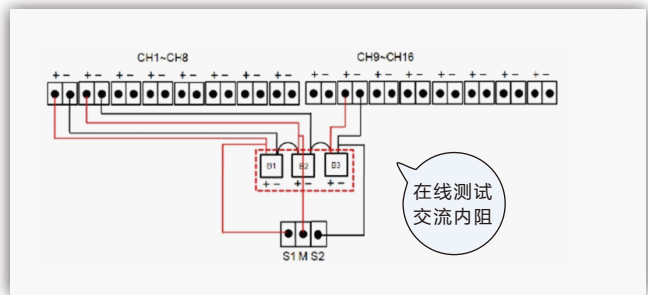 CH1~CH8 CH9~CH16
+ - + - + - + - + - + - + - + - + - + - + - + - + - + - + - + -
B1 B2 B3
+ - + - + -
S1 M S2
在线测试
交流内阻